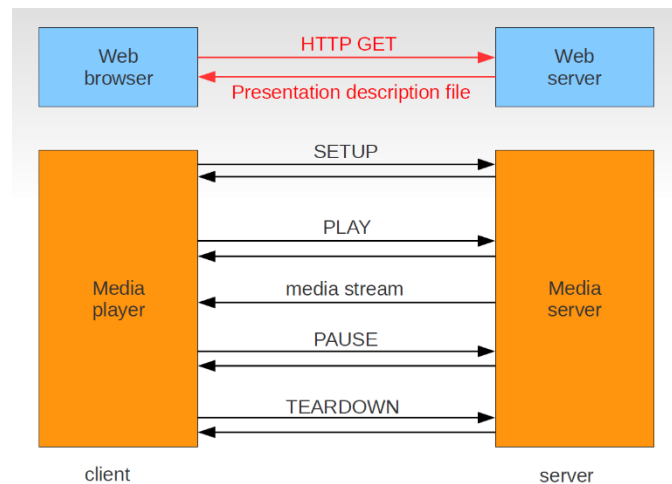 Web
browser
HTTP GET
Presentation description file
Web
server
SETUP
PLAY
Media
player
media stream
Media
server
PAUSE
TEARDOWN
client
server